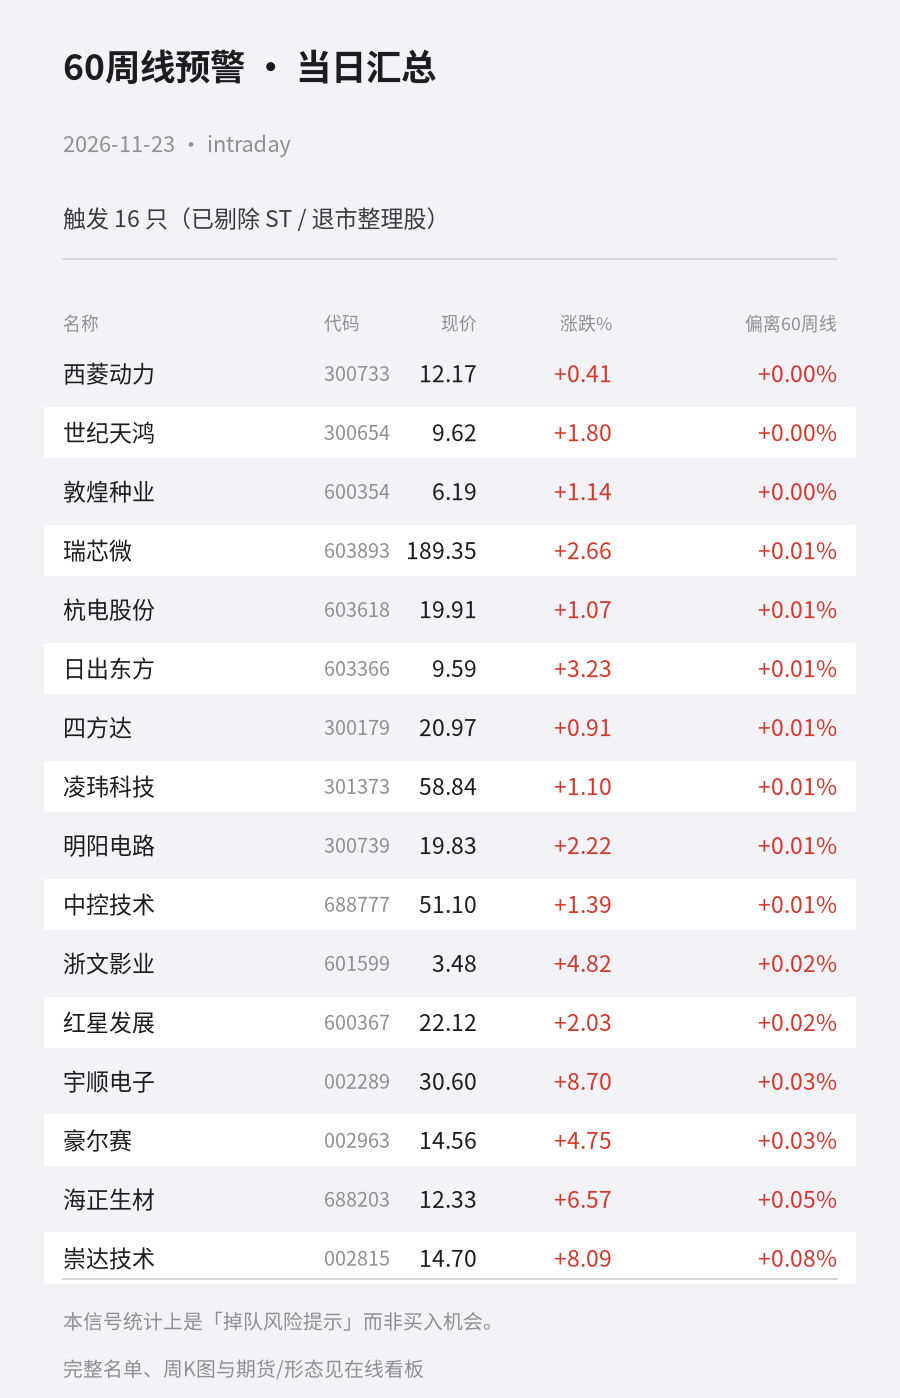 60周线预警 · 当日汇总
2026-11-23 · intraday
触发 16 只（已剔除 ST / 退市整理股）
名称 代码 现价 涨跌% 偏离60周线
西菱动力 300733 12.17 +0.41 +0.00%
世纪天鸿 300654 9.62 +1.80 +0.00%
敦煌种业 600354 6.19 +1.14 +0.00%
瑞芯微 603893 189.35 +2.66 +0.01%
杭电股份 603618 19.91 +1.07 +0.01%
日出东方 603366 9.59 +3.23 +0.01%
四方达 300179 20.97 +0.91 +0.01%
凌玮科技 301373 58.84 +1.10 +0.01%
明阳电路 300739 19.83 +2.22 +0.01%
中控技术 688777 51.10 +1.39 +0.01%
浙文影业 601599 3.48 +4.82 +0.02%
红星发展 600367 22.12 +2.03 +0.02%
宇顺电子 002289 30.60 +8.70 +0.03%
豪尔赛 002963 14.56 +4.75 +0.03%
海正生材 688203 12.33 +6.57 +0.05%
崇达技术 002815 14.70 +8.09 +0.08%
本信号统计上是「掉队风险提示」而非买入机会。
完整名单、周K图与期货/形态见在线看板